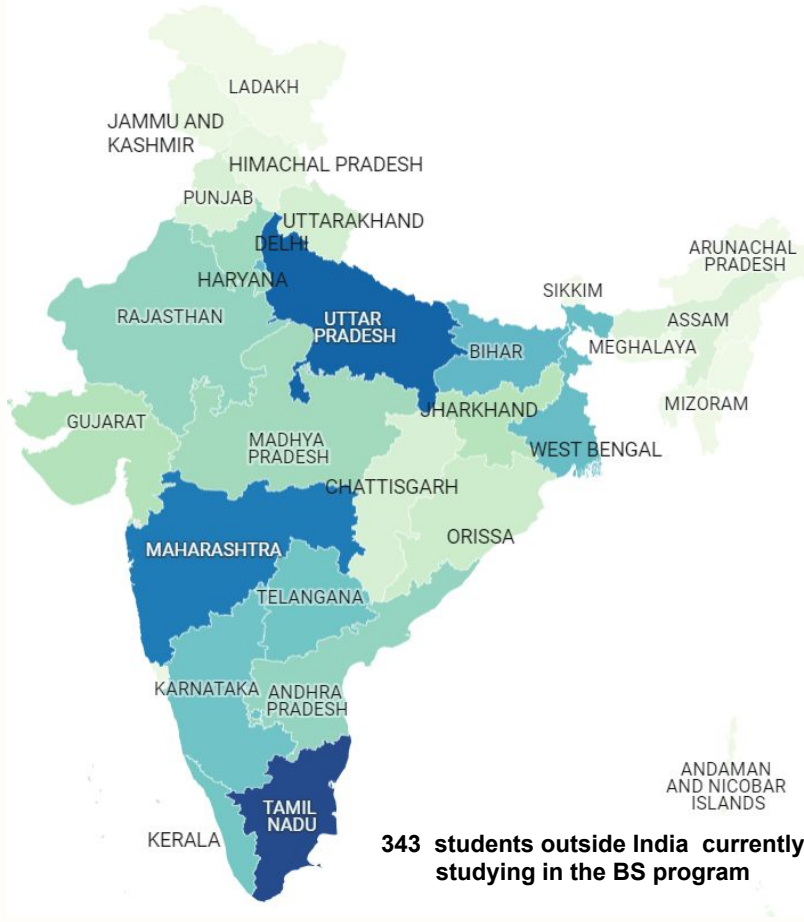 LADAKH
JAMMU AND
KASHMIR
HIMACHAL PRADESH
PUNJAB
UTTARAKHAND
DELHI
HARYANA
ARUNACHAL
PRADESH
SIKKIM
RAJASTHAN
UTTAR
PRADESH
ASSAM
BIHAR
MEGHALAYA
MIZORAM
JHARKHAND
GUJARAT
MADHYA
PRADESH
WEST BENGAL
CHATTISGARH
ORISSA
MAHARASHTRA
TELANGANA
KARNATAKA
ANDHRA
PRADESH
ANDAMAN
AND NICOBAR
ISLANDS
TAMIL
NADU
KERALA
343 students outside India currently
studying in the BS program